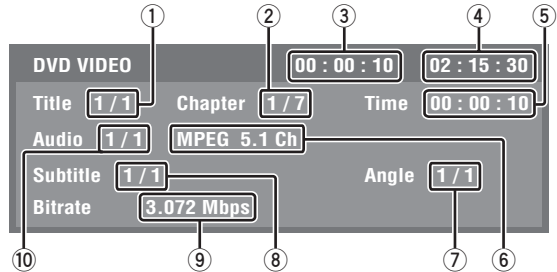 ① ② ③ ④ ⑤
DVD VIDEO 00 : 00 : 10 02 : 15 : 30
Title 1 / 1 Chapter 1 / 7 Time 00 : 00 : 10
Audio 1 / 1 MPEG 5.1 Ch
Subtitle 1 / 1 Angle 1 / 1
Bitrate 3.072 Mbps
⑩ ⑨ ⑧ ⑦ ⑥